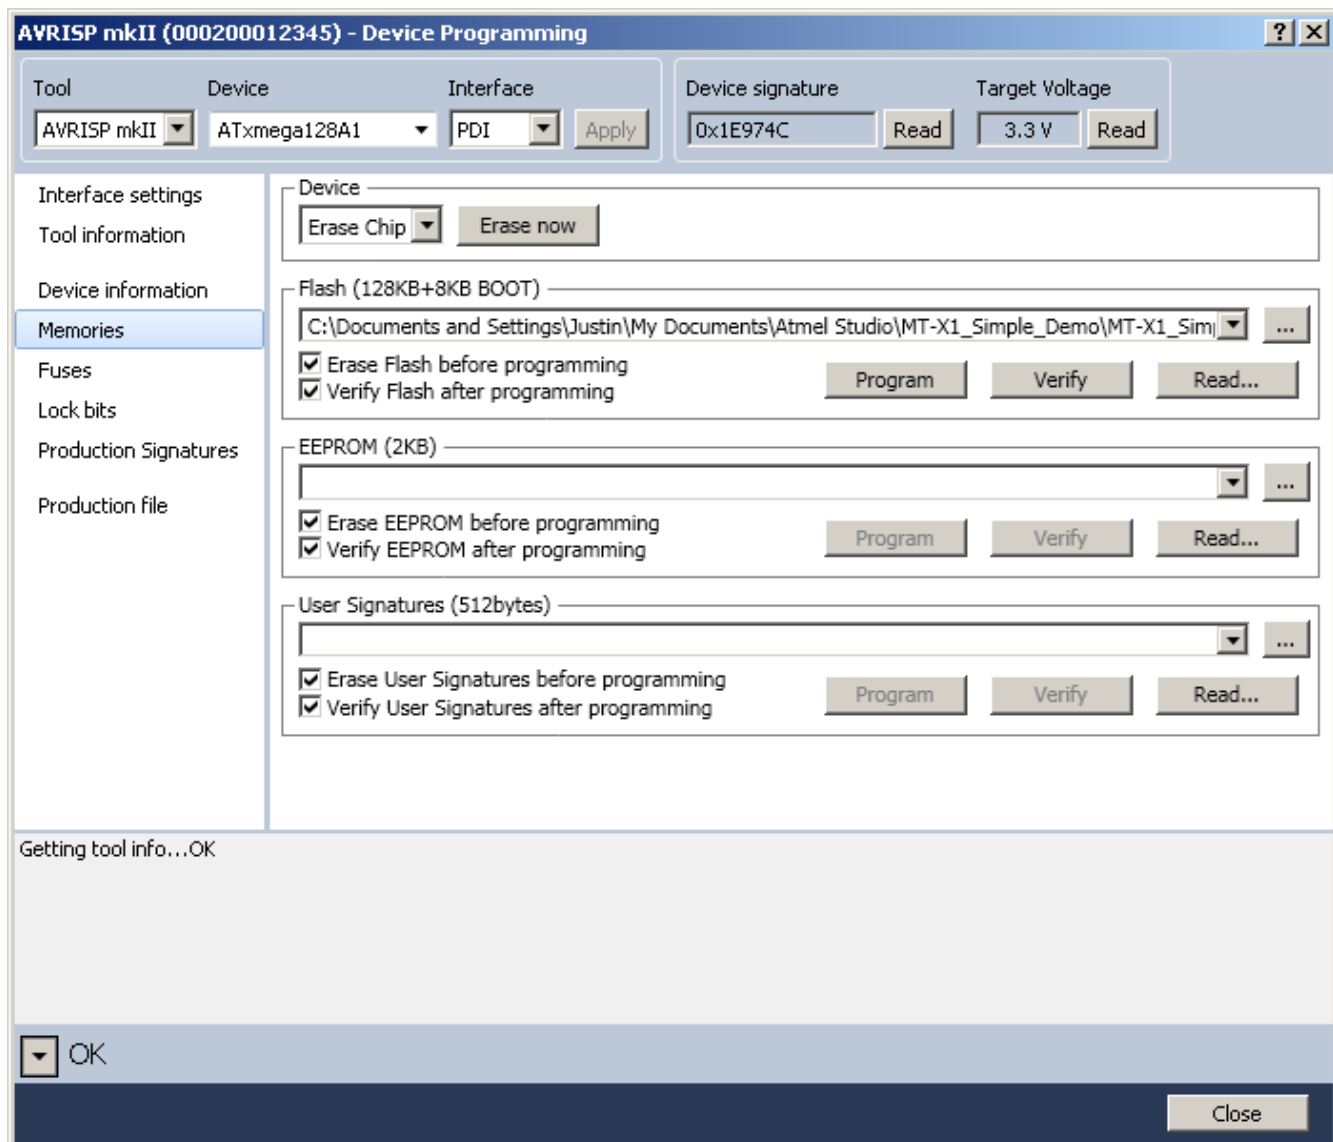 AVRISP mkII (000200012345) - Device Programming
Tool Device Interface Device signature Target Voltage
AVRISP mkII ATxmega128A1 PDI Apply 0x1E974C Read 3.3 V Read
Interface settings
Tool information
Device information
Memories
Fuses
Lock bits
Production Signatures
Production file
Device
Erase Chip Erase now
Flash (128KB+8KB BOOT)
C:\Documents and Settings\Justin\My Documents\Atmel Studio\MT-X1_Simple_Demo\MT-X1_Sim ...
Erase Flash before programming
Verify Flash after programming
Program Verify Read...
EEPROM (2KB)
...
Erase EEPROM before programming
Verify EEPROM after programming
Program Verify Read...
User Signatures (512bytes)
...
Erase User Signatures before programming
Verify User Signatures after programming
Program Verify Read...
Getting tool info...OK
OK
Close